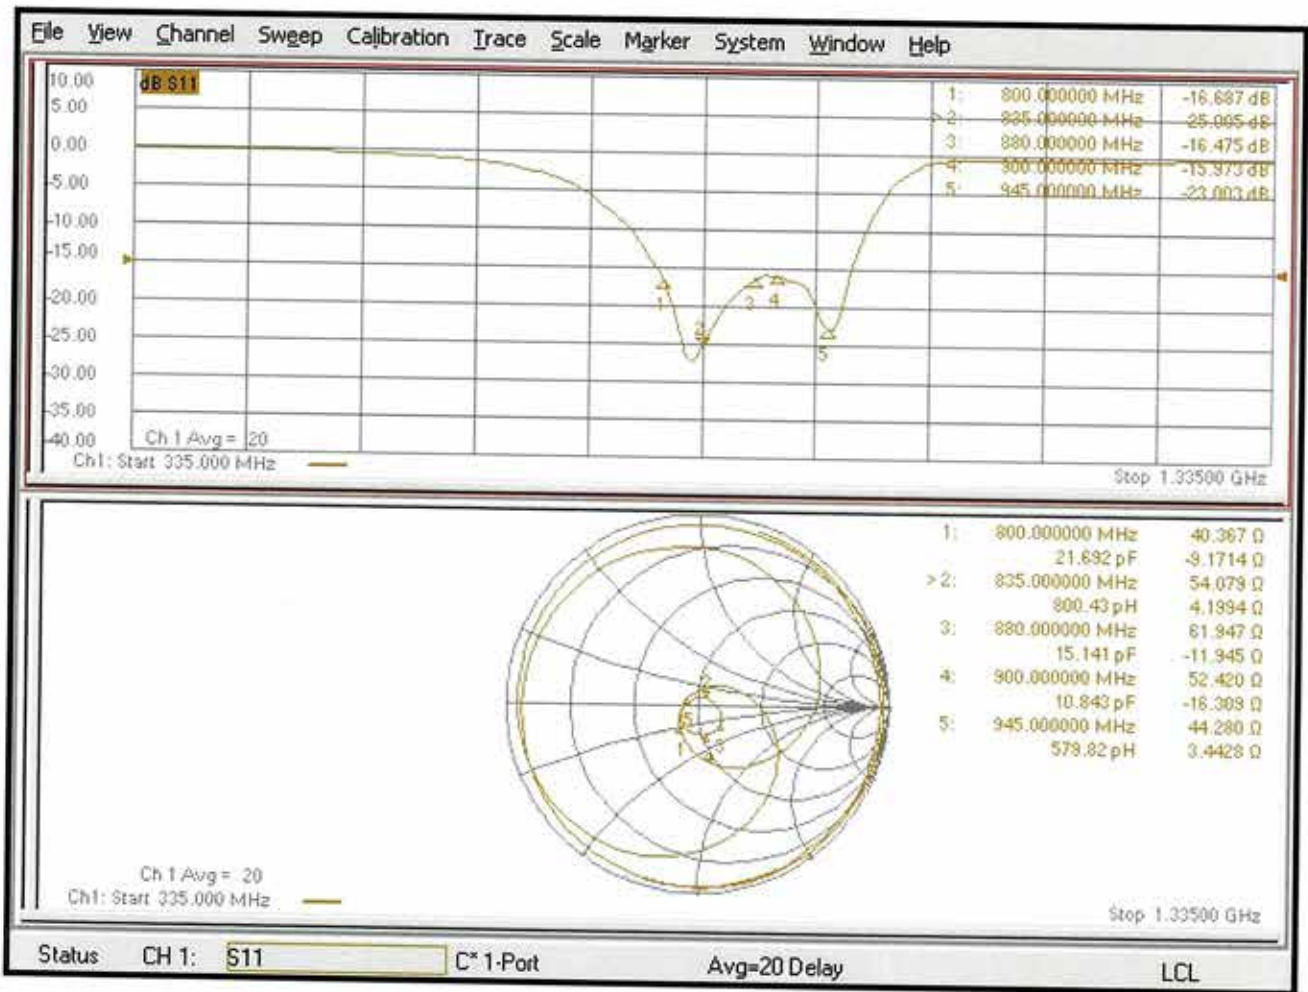 File View Channel Sweep Calibration Trace Scale Marker System Window Help
dB S11
10.00
5.00
0.00
-5.00
-10.00
-15.00
-20.00
-25.00
-30.00
-35.00
-40.00
1: 800.000000 MHz -16.687 dB
> 2: 835.000000 MHz -25.005 dB
3: 880.000000 MHz -16.475 dB
4: 900.000000 MHz -15.973 dB
5: 945.000000 MHz -23.003 dB
1
2
3
4
5
Ch 1 Avg = 20
Ch1: Start 335.000 MHz
Stop 1.33500 GHz
1: 800.000000 MHz 40.367 Ω
21.692 pF -9.1714 Ω
> 2: 835.000000 MHz 54.079 Ω
800.43 pH 4.1994 Ω
3: 880.000000 MHz 61.947 Ω
15.141 pF -11.945 Ω
4: 900.000000 MHz 52.420 Ω
10.843 pF -16.309 Ω
5: 945.000000 MHz 44.280 Ω
579.82 pH 3.4428 Ω
5
1
3
Ch 1 Avg = 20
Ch1: Start 335.000 MHz
Stop 1.33500 GHz
Status CH 1: S11 C* 1-Port Avg=20 Delay LCL